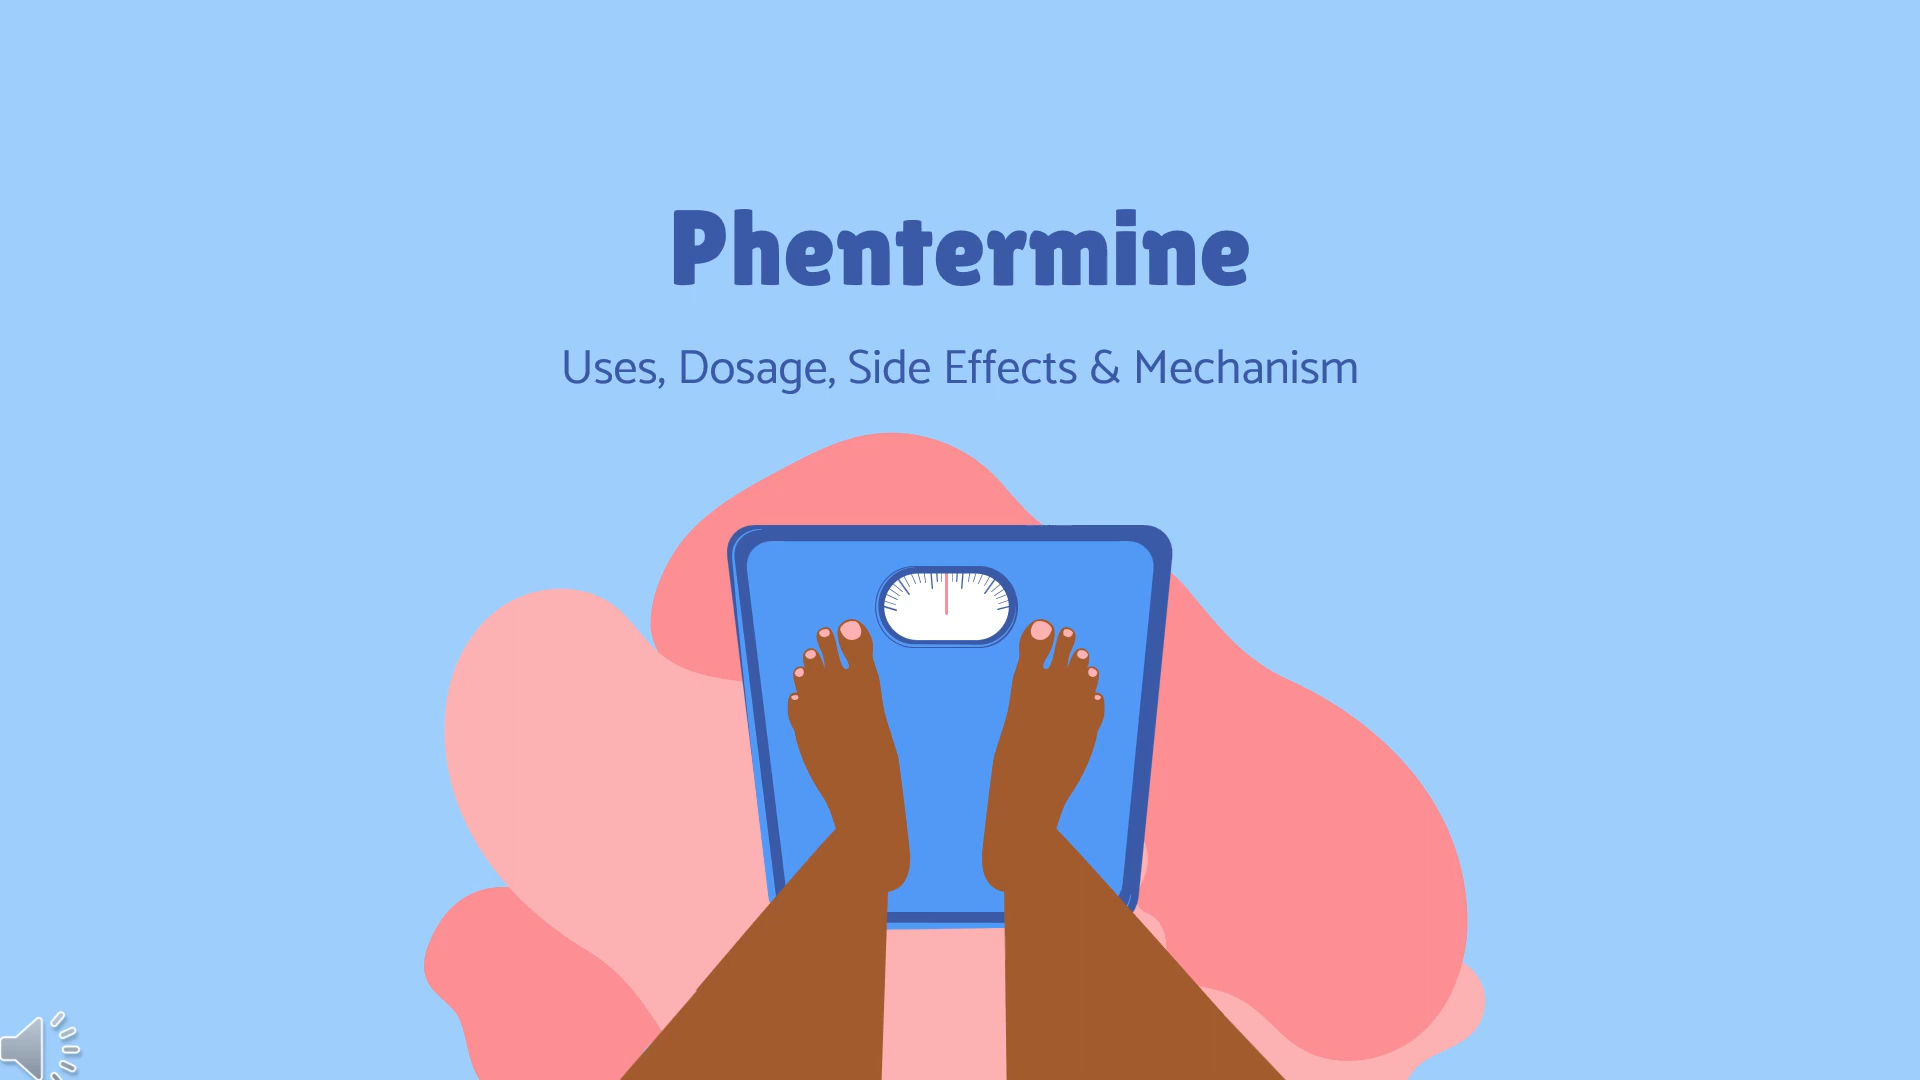 Phentermine
Uses, Dosage, Side Effects & Mechanism